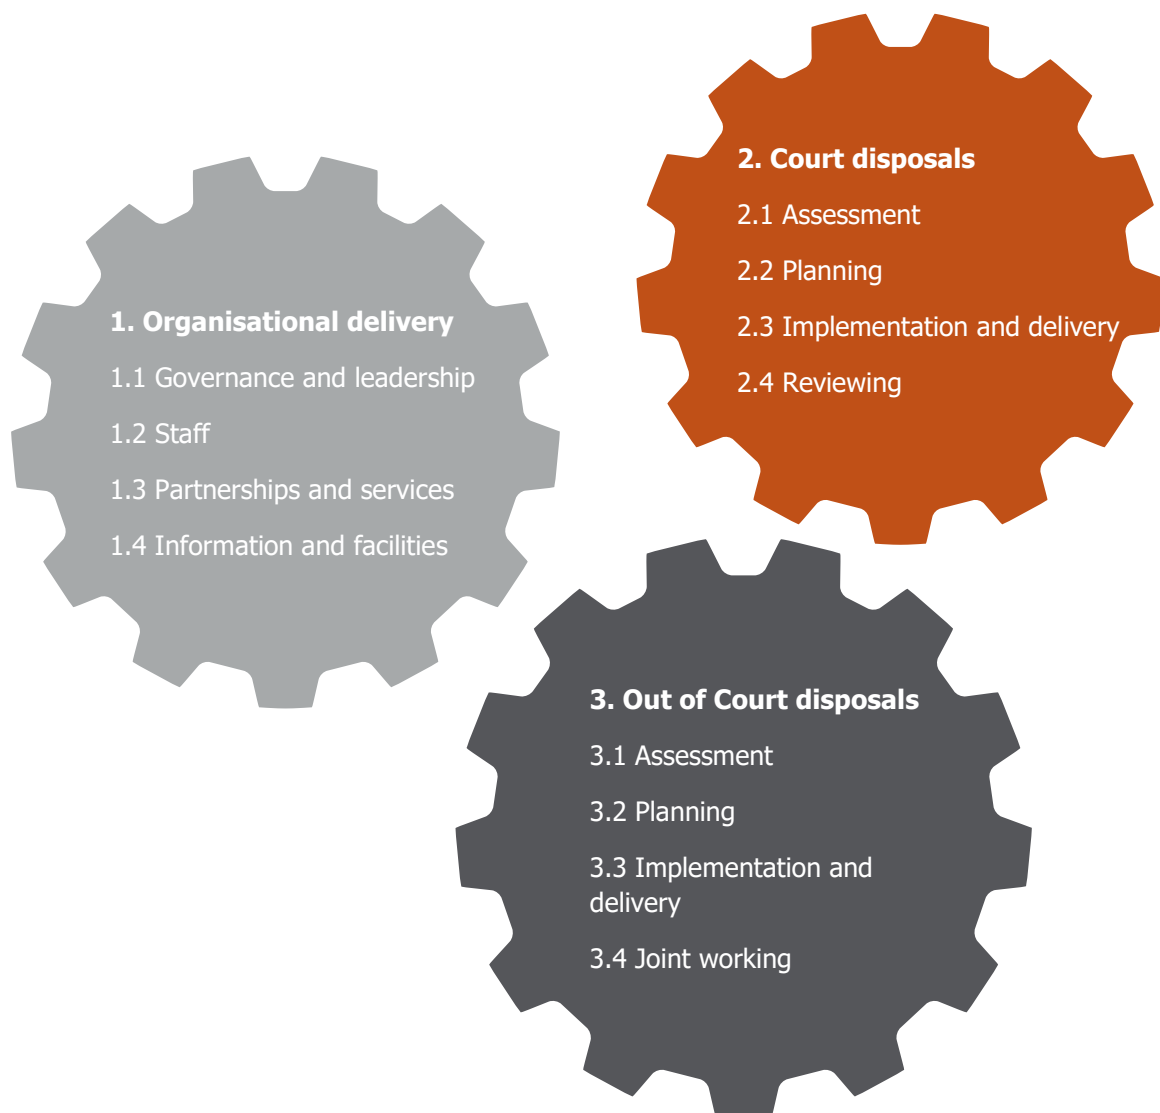 1. Organisational delivery
1.1 Governance and leadership
1.2 Staff
1.3 Partnerships and services
1.4 Information and facilities
2. Court disposals
2.1 Assessment
2.2 Planning
2.3 Implementation and delivery
2.4 Reviewing
3. Out of Court disposals
3.1 Assessment
3.2 Planning
3.3 Implementation and
delivery
3.4 Joint working